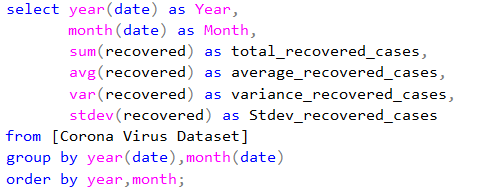 select year(date) as Year,
month(date) as Month,
sum(recovered) as total_recovered_cases,
avg(recovered) as average_recovered_cases,
var(recovered) as variance_recovered_cases,
stdev(recovered) as Stdev_recovered_cases
from [Corona Virus Dataset]
group by year(date),month(date)
order by year,month;